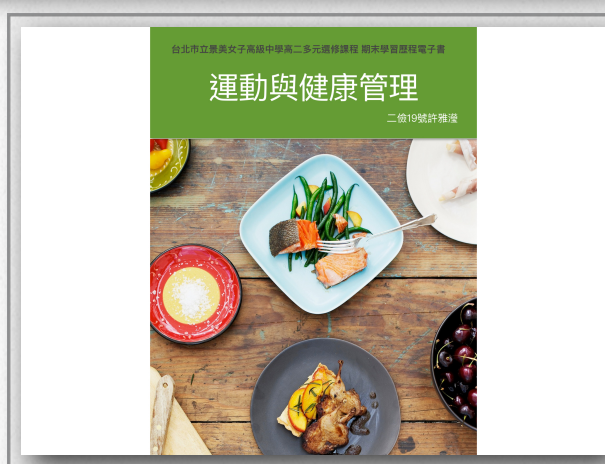 台北市立景美女子高級中學高二多元選修課程 期末學習歷程電子書
運動與健康管理
二儉19號許雅瀅